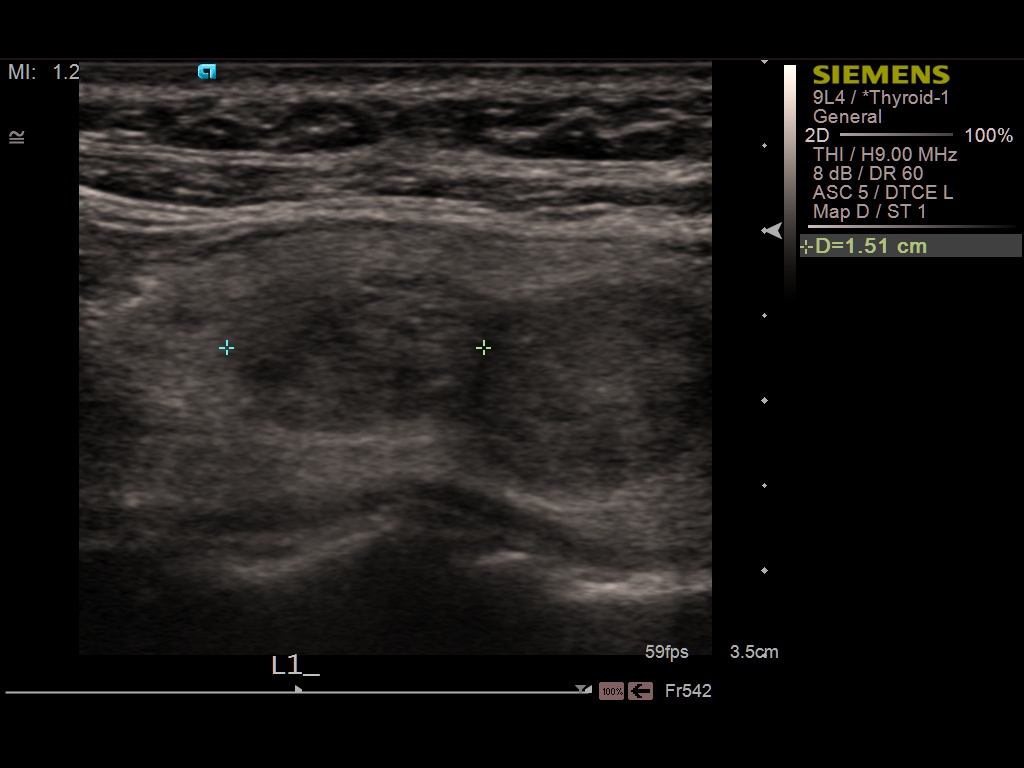 MI: 1.2
SIEMENS
9L4 / *Thyroid-1
General
2D 100%
THI / H9.00 MHz
8 dB / DR 60
ASC 5 / DTCE L
Map D / ST 1
D=1.51 cm
59fps 3.5cm
L1_
100% Fr542